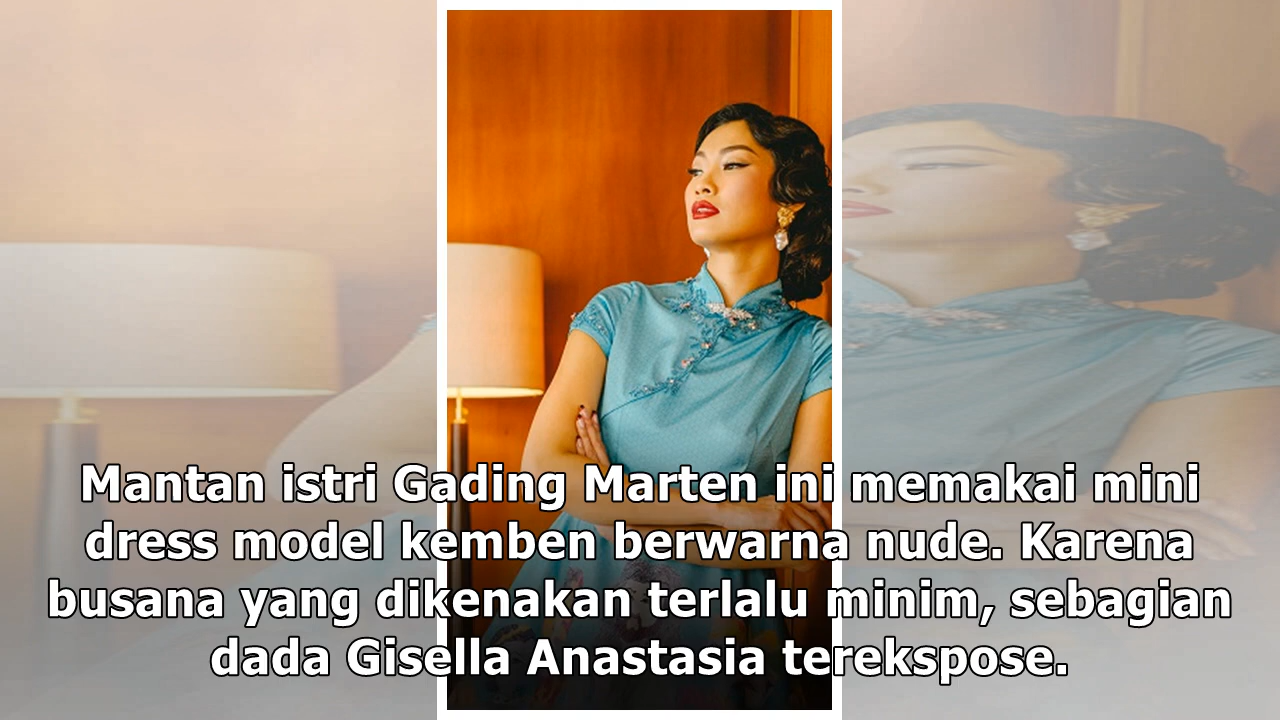 Mantan istri Gading Marten ini memakai mini
dress model kemben berwarna nude. Karena
busana yang dikenakan terlalu minim, sebagian
dada Gisella Anastasia terekspose.